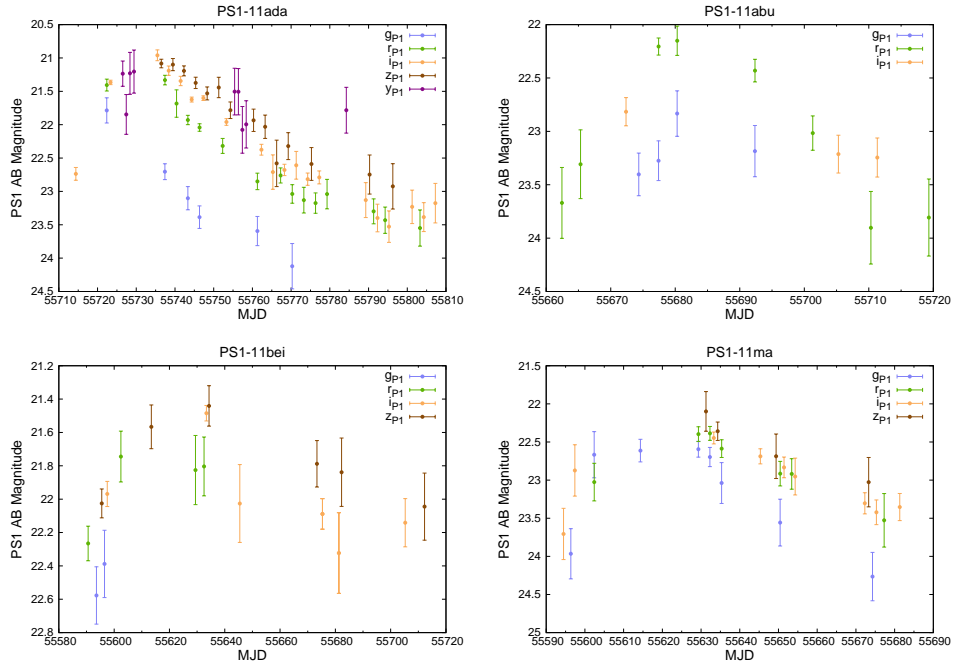 PS1-11ada
PS1 AB Magnitude
20.5
21
21.5
22
22.5
23
23.5
24
24.5
55710 55720 55730 55740 55750 55760 55770 55780 55790 55800 55810
MJD
gP1
rP1
iP1
zP1
yP1
PS1-11abu
PS1 AB Magnitude
22
22.5
23
23.5
24
24.5
55660 55670 55680 55690 55700 55710 55720
MJD
gP1
rP1
iP1
PS1-11bei
PS1 AB Magnitude
21.2
21.4
21.6
21.8
22
22.2
22.4
22.6
22.8
55580 55600 55620 55640 55660 55680 55700 55720
MJD
gP1
rP1
iP1
zP1
PS1-11ma
PS1 AB Magnitude
21.5
22
22.5
23
23.5
24
24.5
25
55590 55600 55610 55620 55630 55640 55650 55660 55670 55680 55690
MJD
gP1
rP1
iP1
zP1